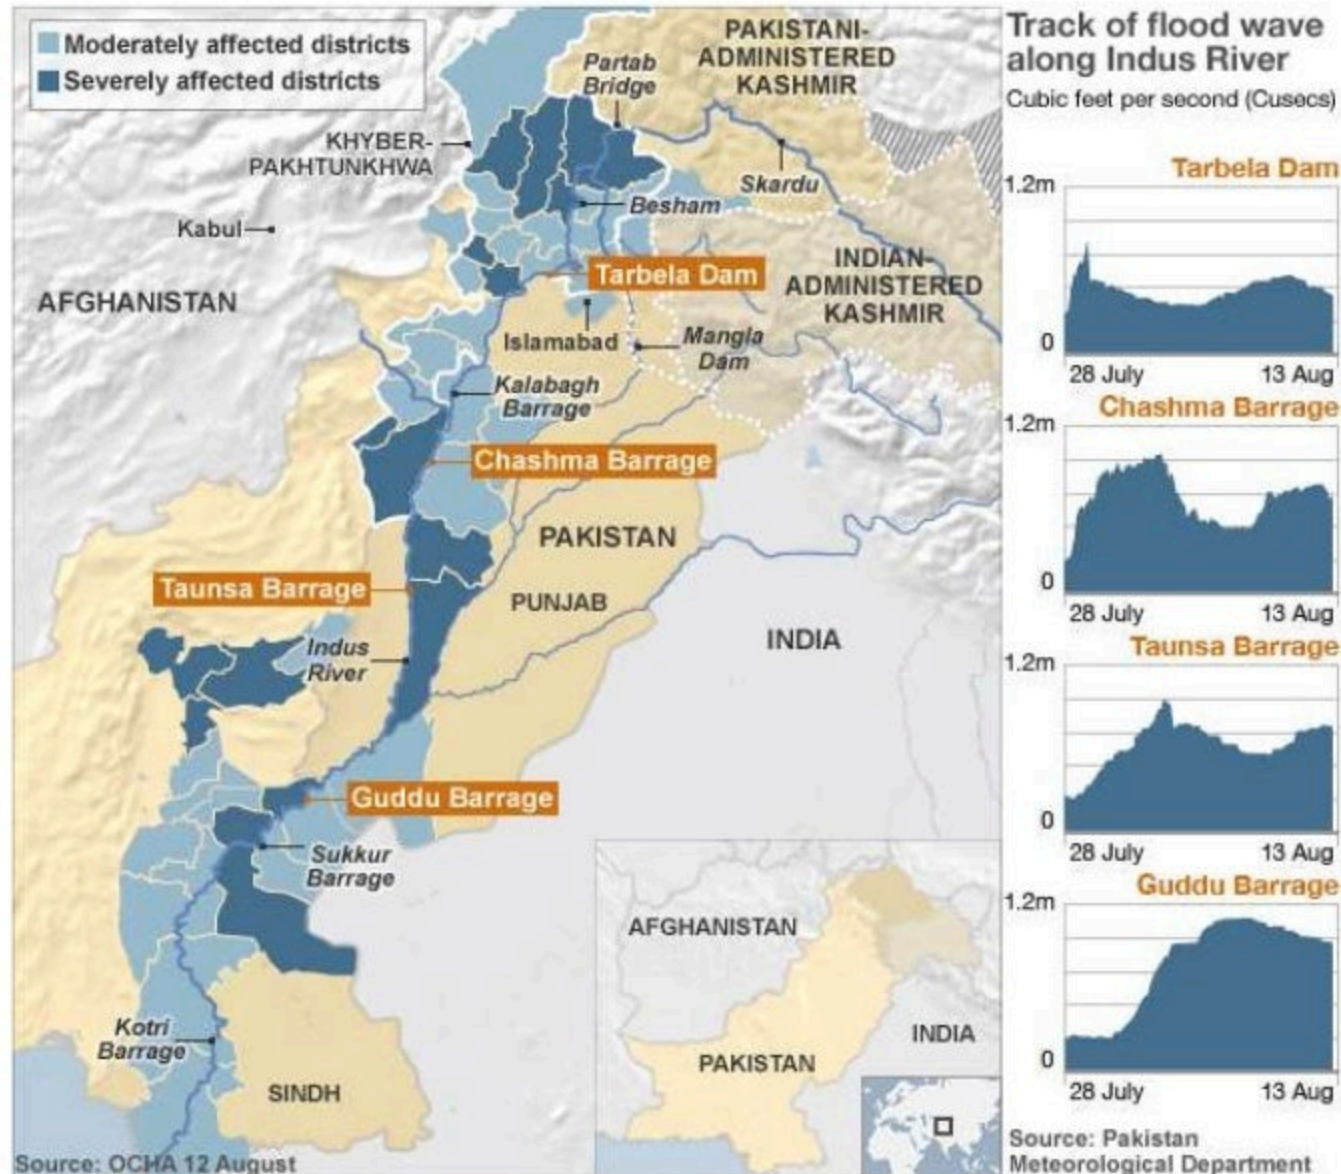 Moderately affected districts
Severely affected districts
PAKISTANI-
ADMINISTERED
KASHMIR
Partab
Bridge
KHYBER-
PAKHTUNKHWA
Skardu
Besham
Kabul
Tarbela Dam
INDIAN-
ADMINISTERED
KASHMIR
AFGHANISTAN
Islamabad
Mangla
Dam
Kalabagh
Barrage
Chashma Barrage
PAKISTAN
Taunsa Barrage
PUNJAB
INDIA
Indus
River
Guddu Barrage
Sukkur
Barrage
Kotri
Barrage
SINDH
AFGHANISTAN
INDIA
PAKISTAN
Source: OCHA 12 August
Track of flood wave
along Indus River
Cubic feet per second (Cusecs)
Tarbela Dam
1.2m
0
28 July 13 Aug
Chashma Barrage
1.2m
0
28 July 13 Aug
Taunsa Barrage
1.2m
0
28 July 13 Aug
Guddu Barrage
1.2m
0
28 July 13 Aug
Source: Pakistan
Meteorological Department